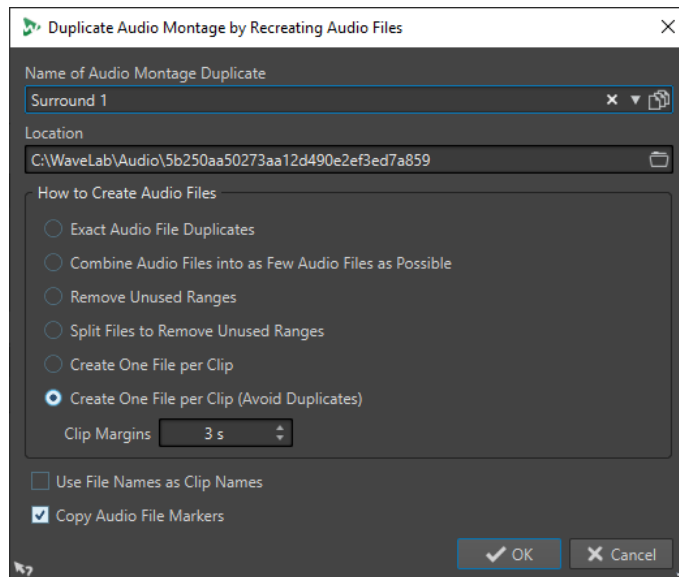 Duplicate Audio Montage by Recreating Audio Files
Name of Audio Montage Duplicate
Surround 1
Location
C:\WaveLab\Audio\5b250aa50273aa12d490e2ef3ed7a859
How to Create Audio Files
Exact Audio File Duplicates
Combine Audio Files into as Few Audio Files as Possible
Remove Unused Ranges
Split Files to Remove Unused Ranges
Create One File per Clip
Create One File per Clip (Avoid Duplicates)
Clip Margins 3 s
Use File Names as Clip Names
Copy Audio File Markers
OK Cancel